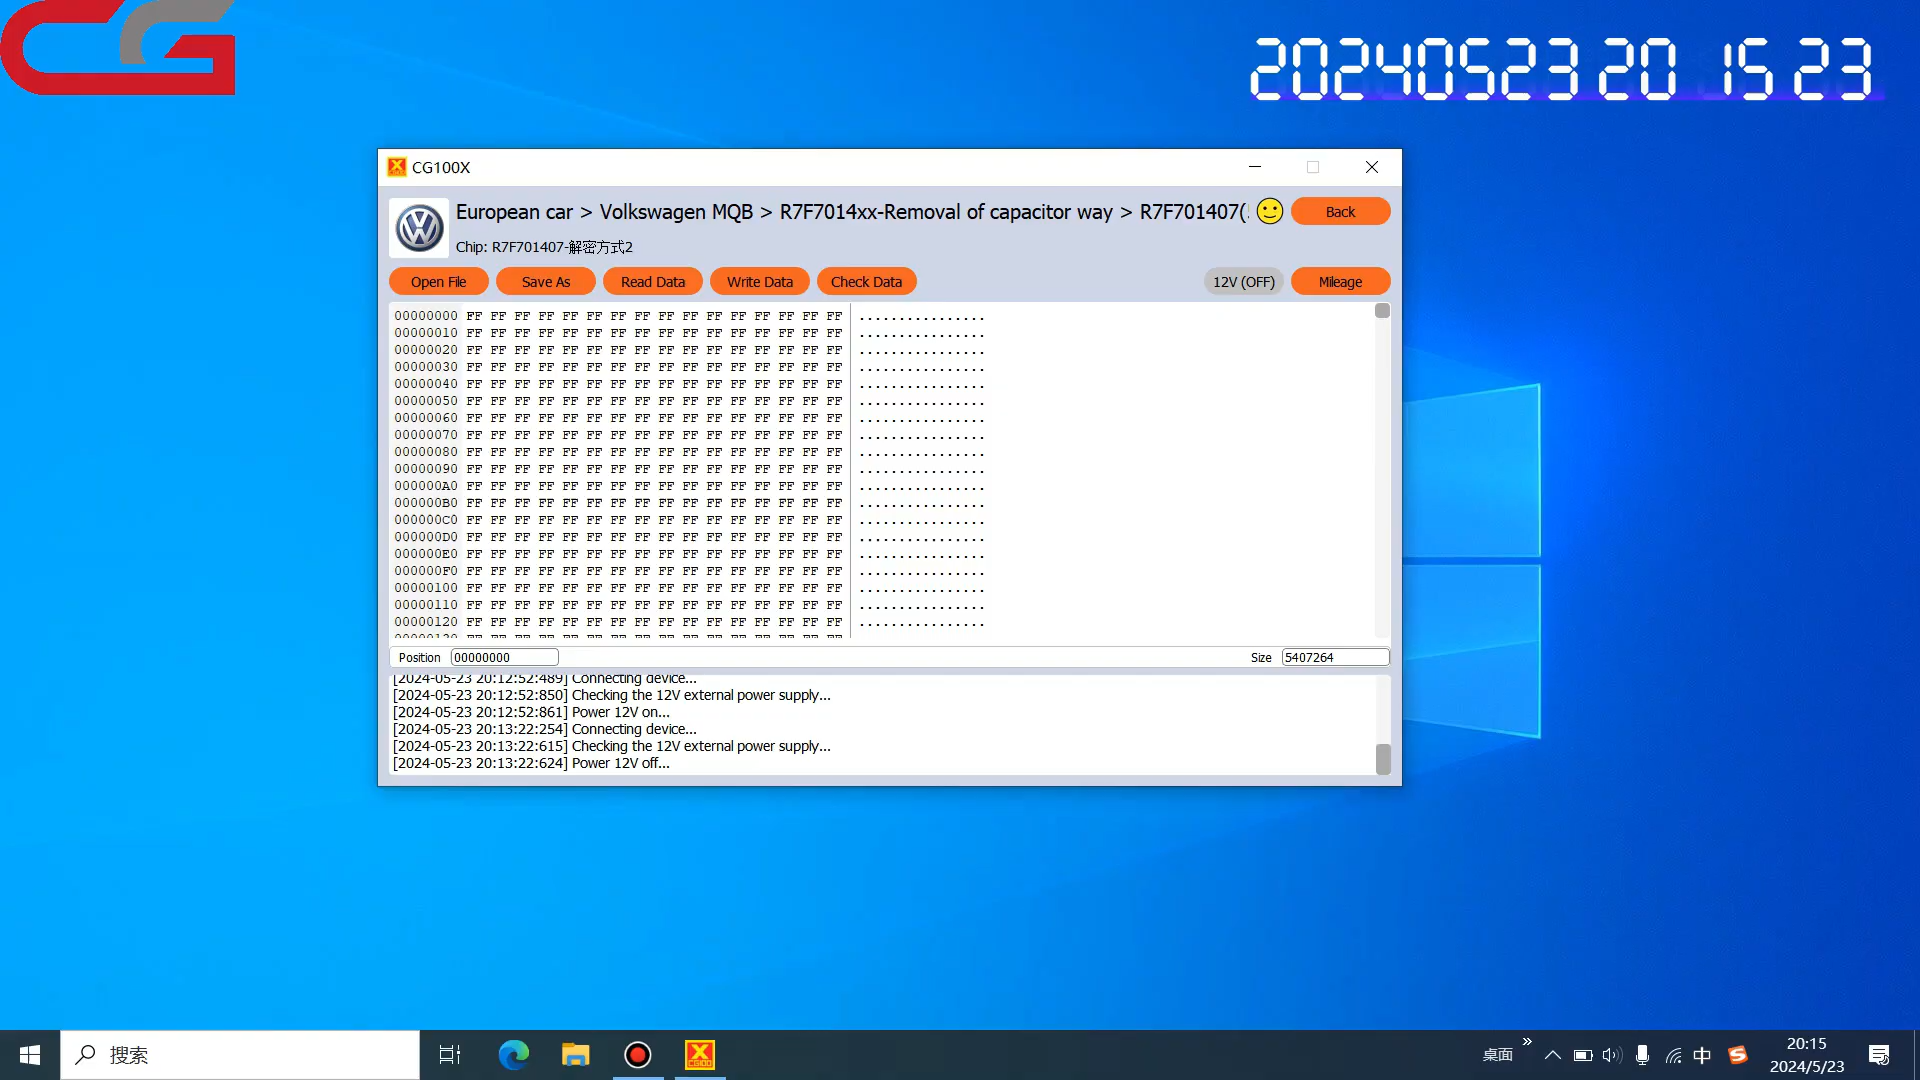 CG
20240523 20 15 23
CG100X
European car > Volkswagen MQB > R7F7014xx-Removal of capacitor way > R7F701407(
Back
Chip: R7F701407-解密方式2
Open File Save As Read Data Write Data Check Data 12V (OFF) Mileage
00000000 FF FF FF FF FF FF FF FF FF FF FF FF FF FF FF FF ................
00000010 FF FF FF FF FF FF FF FF FF FF FF FF FF FF FF FF ................
00000020 FF FF FF FF FF FF FF FF FF FF FF FF FF FF FF FF ................
00000030 FF FF FF FF FF FF FF FF FF FF FF FF FF FF FF FF ................
00000040 FF FF FF FF FF FF FF FF FF FF FF FF FF FF FF FF ................
00000050 FF FF FF FF FF FF FF FF FF FF FF FF FF FF FF FF ................
00000060 FF FF FF FF FF FF FF FF FF FF FF FF FF FF FF FF ................
00000070 FF FF FF FF FF FF FF FF FF FF FF FF FF FF FF FF ................
00000080 FF FF FF FF FF FF FF FF FF FF FF FF FF FF FF FF ................
00000090 FF FF FF FF FF FF FF FF FF FF FF FF FF FF FF FF ................
000000A0 FF FF FF FF FF FF FF FF FF FF FF FF FF FF FF FF ................
000000B0 FF FF FF FF FF FF FF FF FF FF FF FF FF FF FF FF ................
000000C0 FF FF FF FF FF FF FF FF FF FF FF FF FF FF FF FF ................
000000D0 FF FF FF FF FF FF FF FF FF FF FF FF FF FF FF FF ................
000000E0 FF FF FF FF FF FF FF FF FF FF FF FF FF FF FF FF ................
000000F0 FF FF FF FF FF FF FF FF FF FF FF FF FF FF FF FF ................
00000100 FF FF FF FF FF FF FF FF FF FF FF FF FF FF FF FF ................
00000110 FF FF FF FF FF FF FF FF FF FF FF FF FF FF FF FF ................
00000120 FF FF FF FF FF FF FF FF FF FF FF FF FF FF FF FF ................
Position 00000000 Size 5407264
[2024-05-23 20:12:52:489] Connecting device...
[2024-05-23 20:12:52:850] Checking the 12V external power supply...
[2024-05-23 20:12:52:861] Power 12V on...
[2024-05-23 20:13:22:254] Connecting device...
[2024-05-23 20:13:22:615] Checking the 12V external power supply...
[2024-05-23 20:13:22:624] Power 12V off...
搜索
桌面
中
20:15
2024/5/23